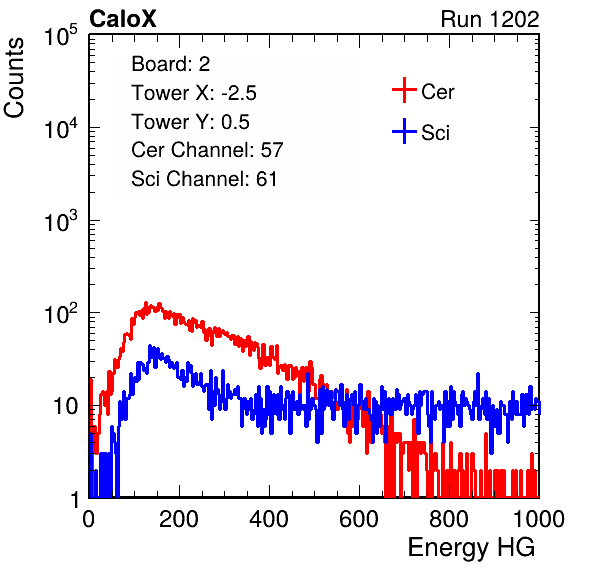 CaloX Run 1202
Counts
10^5
10^4
10^3
10^2
10
1
Board: 2
Tower X: -2.5
Tower Y: 0.5
Cer Channel: 57
Sci Channel: 61
Cer
Sci
0 200 400 600 800 1000
Energy HG